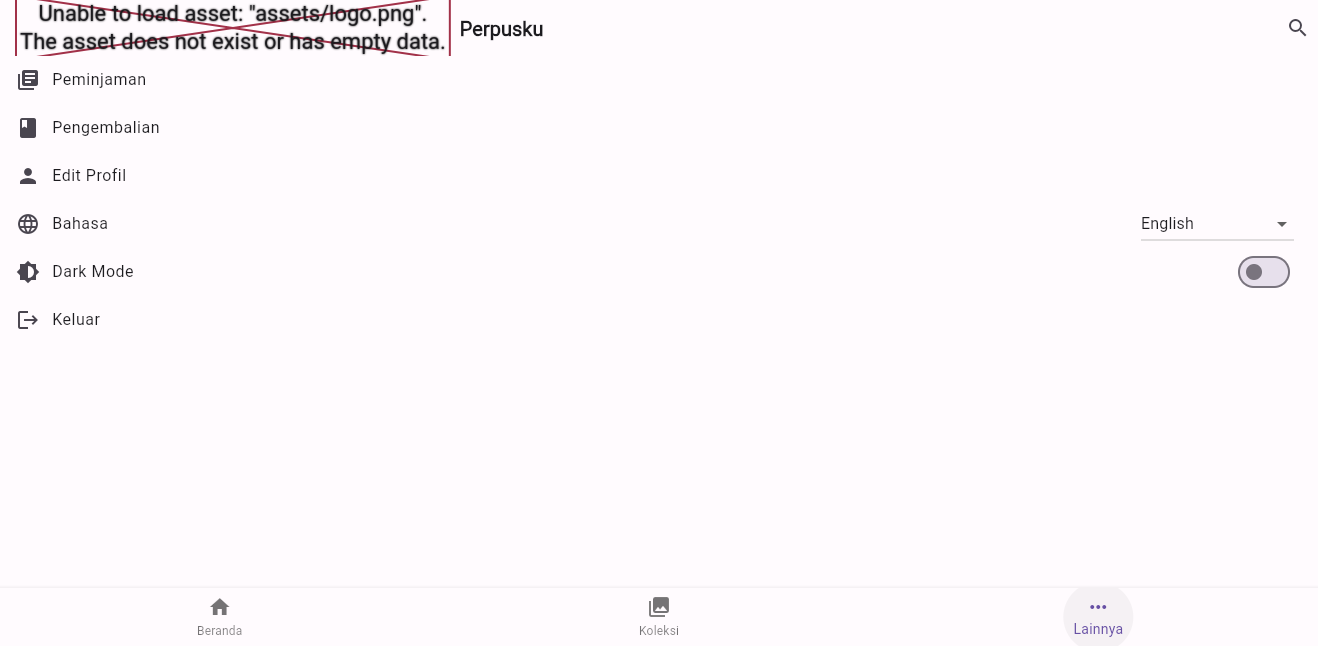 Unable to load asset: "assets/logo.png".
The asset does not exist or has empty data.
Perpusku
Peminjaman
Pengembalian
Edit Profil
Bahasa
English
Dark Mode
Keluar
Beranda
Koleksi
Lainnya